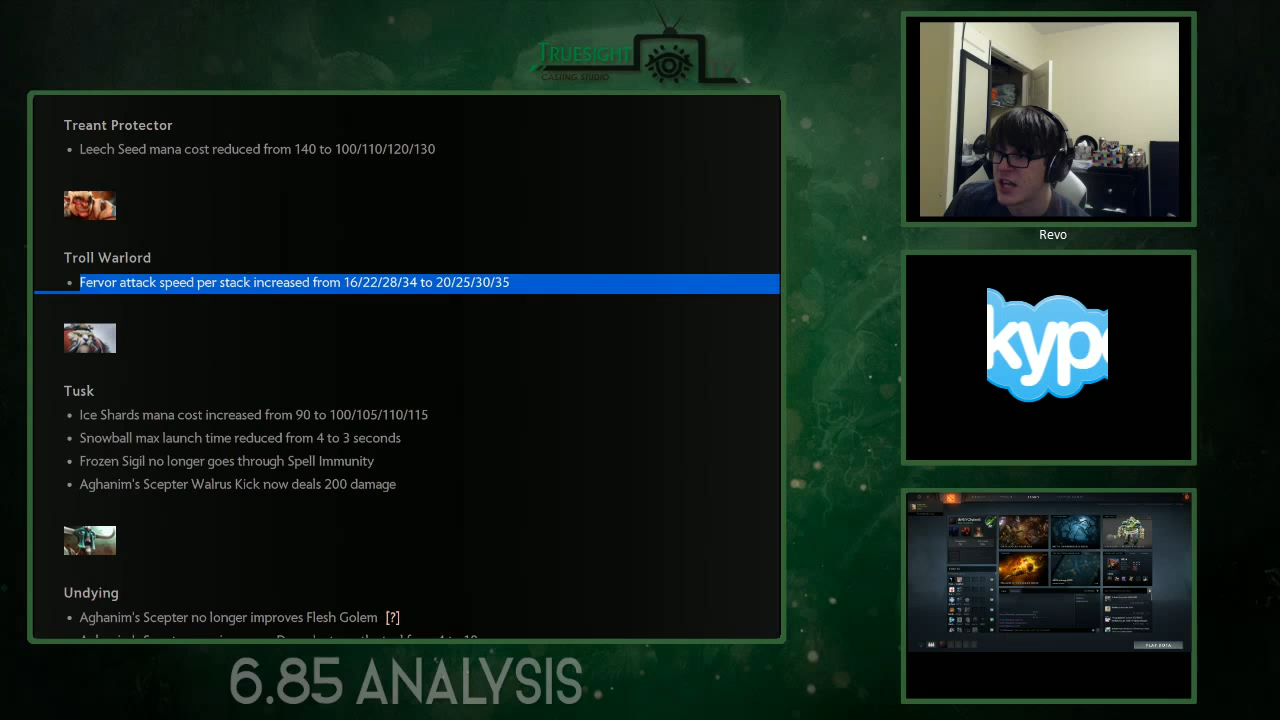 TRUESIGHT
CASTING STUDIO
Treant Protector
• Leech Seed mana cost reduced from 140 to 100/110/120/130
Troll Warlord
• Fervor attack speed per stack increased from 16/22/28/34 to 20/25/30/35
Tusk
• Ice Shards mana cost increased from 90 to 100/105/110/115
• Snowball max launch time reduced from 4 to 3 seconds
• Frozen Sigil no longer goes through Spell Immunity
• Aghanim's Scepter Walrus Kick now deals 200 damage
Undying
• Aghanim's Scepter no longer improves Flesh Golem [?]
6.85 ANALYSIS
Revo
kype
PLAY DOTA